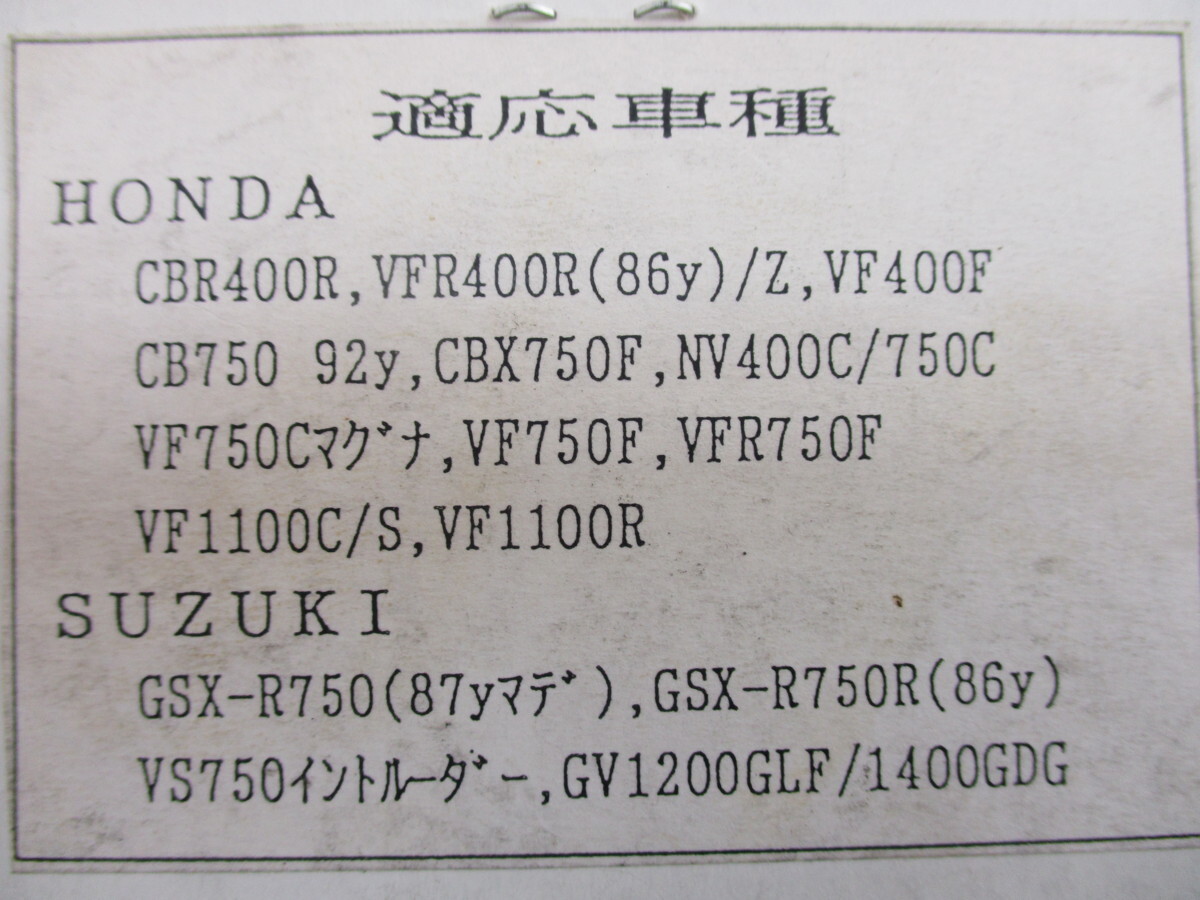 適応車種
HONDA
CBR400R,VFR400R(86y)/Z,VF400F
CB750 92y,CBX750F,NV400C/750C
VF750Cﾏｸﾞﾅ,VF750F,VFR750F
VF1100C/S,VF1100R
SUZUKI
GSX-R750(87yﾏﾃﾞ),GSX-R750R(86y)
VS750ｲﾝﾄﾙｰﾀﾞｰ,GV1200GLF/1400GDG